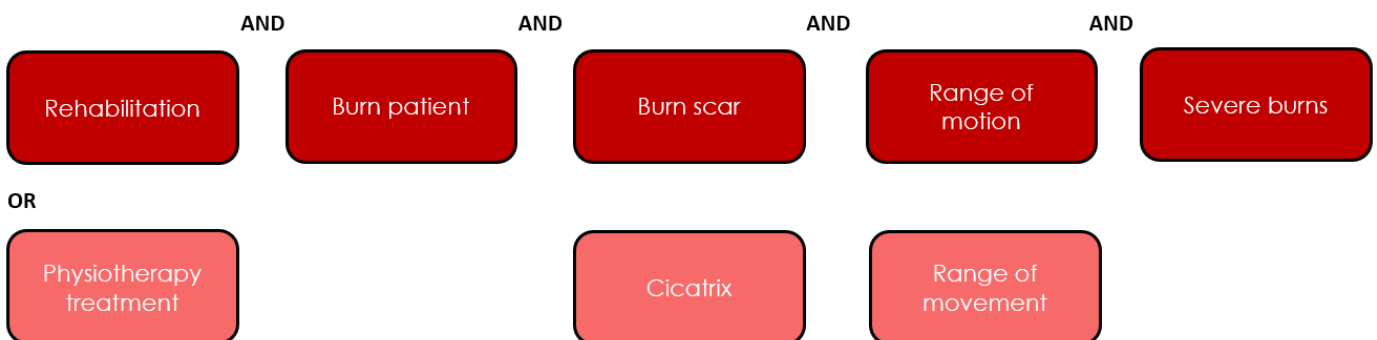 AND AND AND AND
Rehabilitation
Burn patient
Burn scar
Range of
motion
Severe burns
OR
Physiotherapy
treatment
Cicatrix
Range of
movement